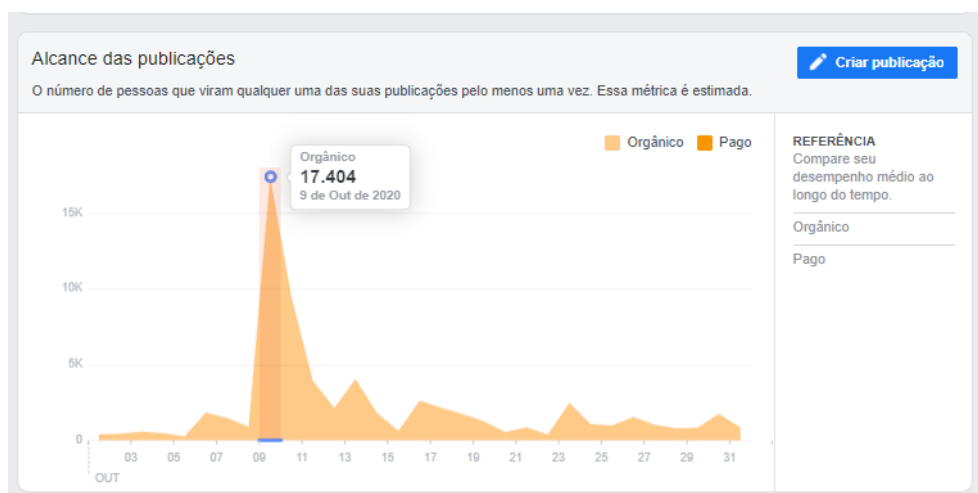 Alcance das publicações
Criar publicação
O número de pessoas que viram qualquer uma das suas publicações pelo menos uma vez. Essa métrica é estimada.
Orgânico
Pago
Orgânico
17.404
9 de Out de 2020
15K
10K
5K
0
03 05 07 09 11 13 15 17 19 21 23 25 27 29 31
OUT
REFERÊNCIA
Compare seu
desempenho médio ao
longo do tempo.
Orgânico
Pago